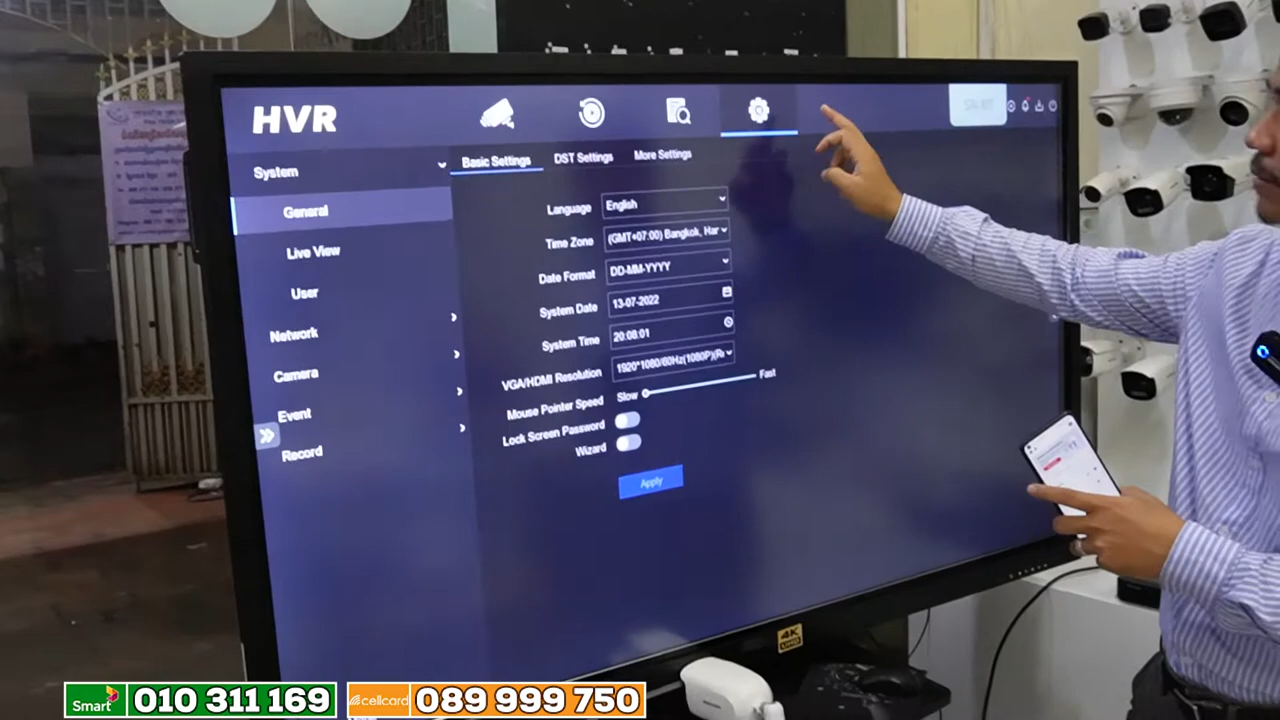 HVR
System
General
Live View
User
Network
Camera
Event
Record
Basic Settings
DST Settings
More Settings
Language
English
Time Zone
(GMT+07:00) Bangkok, Har
Date Format
DD-MM-YYYY
System Date
13-07-2022
System Time
20:08:01
VGA/HDMI Resolution
1920*1080/60Hz(1080P)(Re
Mouse Pointer Speed
Slow
Fast
Lock Screen Password
Wizard
Apply
4K
UHD
Smart
010 311 169
cellcard
089 999 750